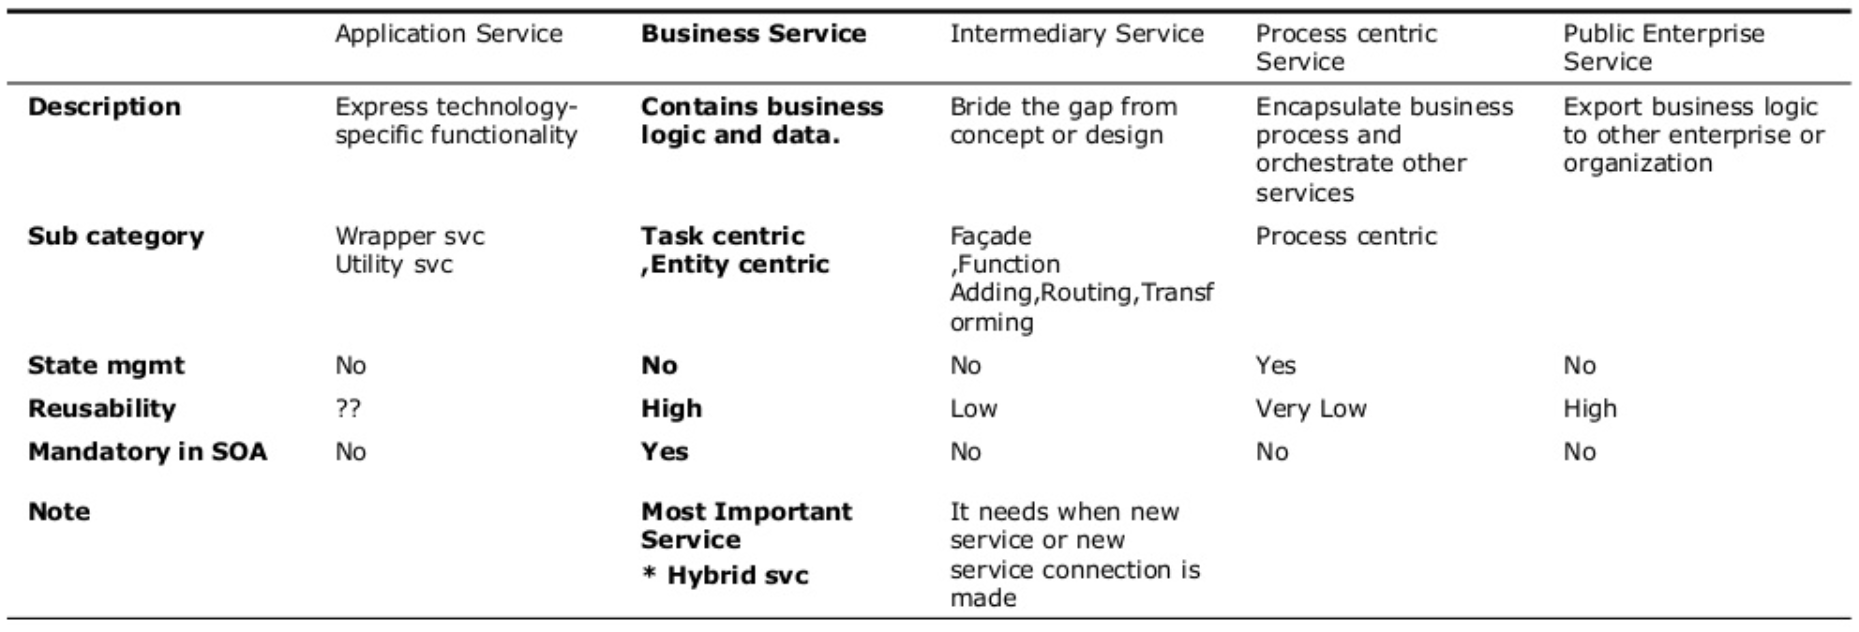 Application Service Business Service Intermediary Service Process centric Public Enterprise
Service Service
Description Express technology- Contains business Bride the gap from Encapsulate business Export business logic
specific functionality logic and data. concept or design process and to other enterprise or
orchestrate other organization
services
Sub category Wrapper svc Task centric Façade Process centric
Utility svc ,Entity centric ,Function
Adding,Routing,Transf
orming
State mgmt No No No Yes No
Reusability ?? High Low Very Low High
Mandatory in SOA No Yes No No No
Note Most Important It needs when new
Service service or new
* Hybrid svc service connection is
made